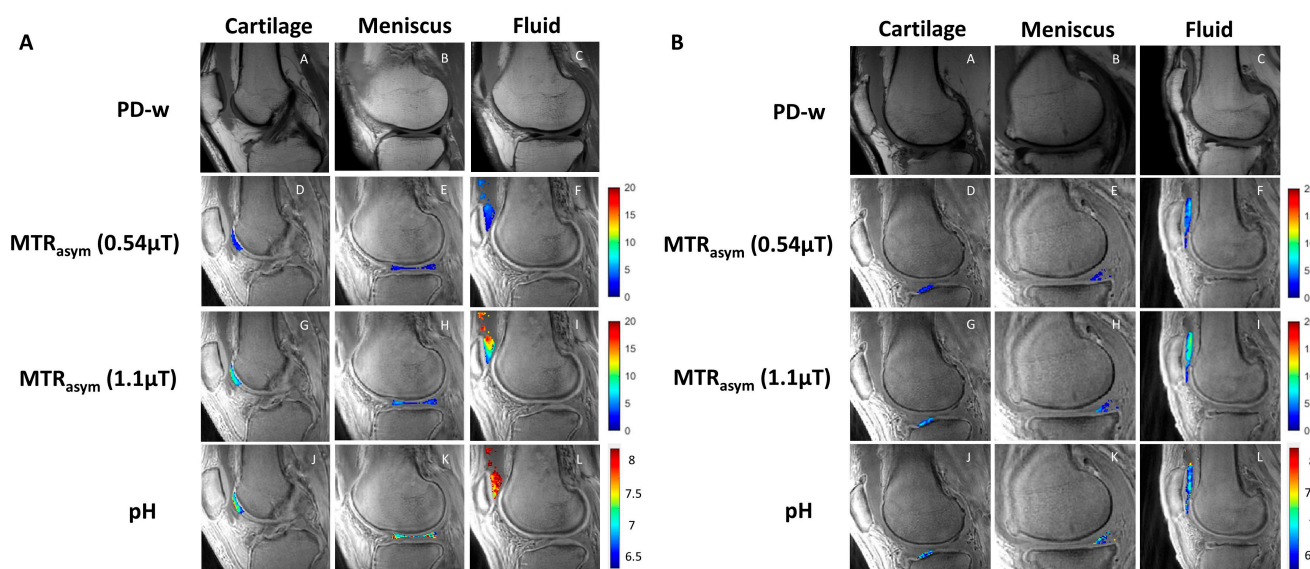 A
Cartilage Meniscus Fluid
PD-w
A B C
MTRasym (0.54µT)
D E F
20
15
10
5
0
MTRasym (1.1µT)
G H I
20
15
10
5
0
pH
J K L
8
7.5
7
6.5
B
Cartilage Meniscus Fluid
PD-w
A B C
MTRasym (0.54µT)
D E F
MTRasym (1.1µT)
G H I
pH
J K L